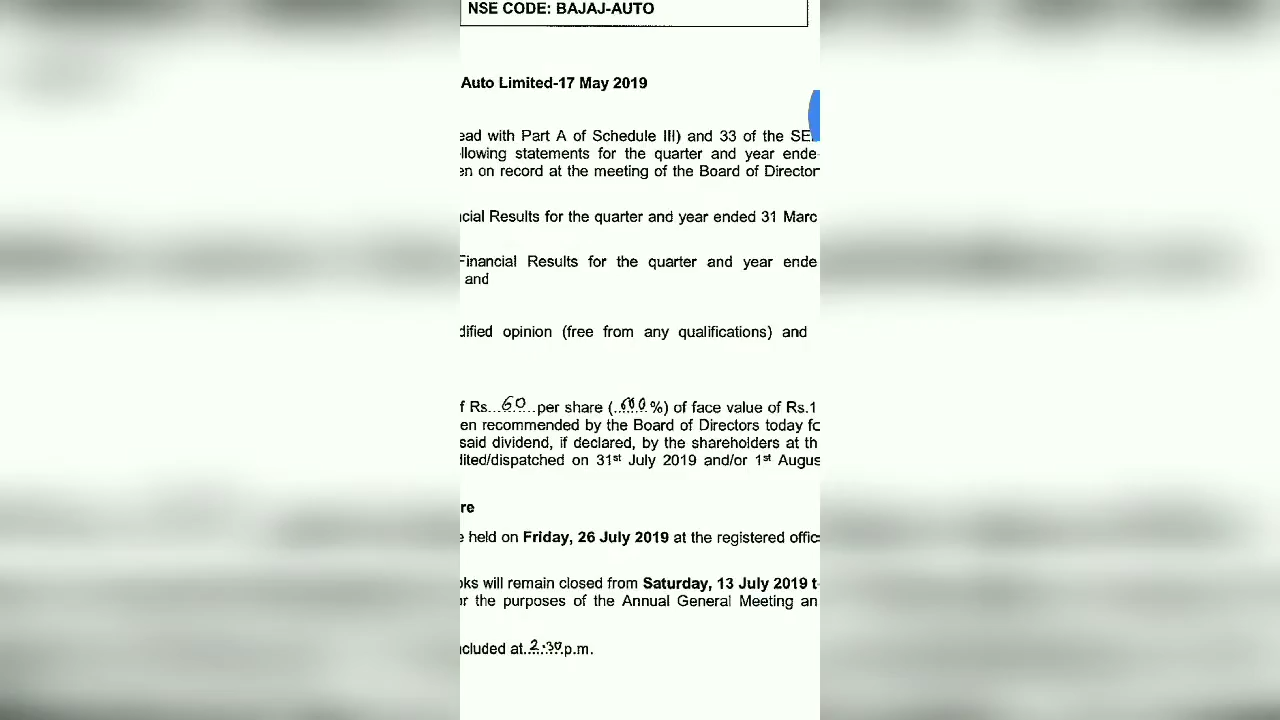 NSE CODE: BAJAJ-AUTO
Auto Limited-17 May 2019
ead with Part A of Schedule III) and 33 of the SE
llowing statements for the quarter and year ende
en on record at the meeting of the Board of Director
cial Results for the quarter and year ended 31 Marc
Financial Results for the quarter and year ende
and
dified opinion (free from any qualifications) and
f Rs...60...per share (..600..%) of face value of Rs.1
en recommended by the Board of Directors today fo
said dividend, if declared, by the shareholders at th
dited/dispatched on 31st July 2019 and/or 1st Augus
re
e held on Friday, 26 July 2019 at the registered offic
oks will remain closed from Saturday, 13 July 2019 t
or the purposes of the Annual General Meeting an
ncluded at..2.30..p.m.